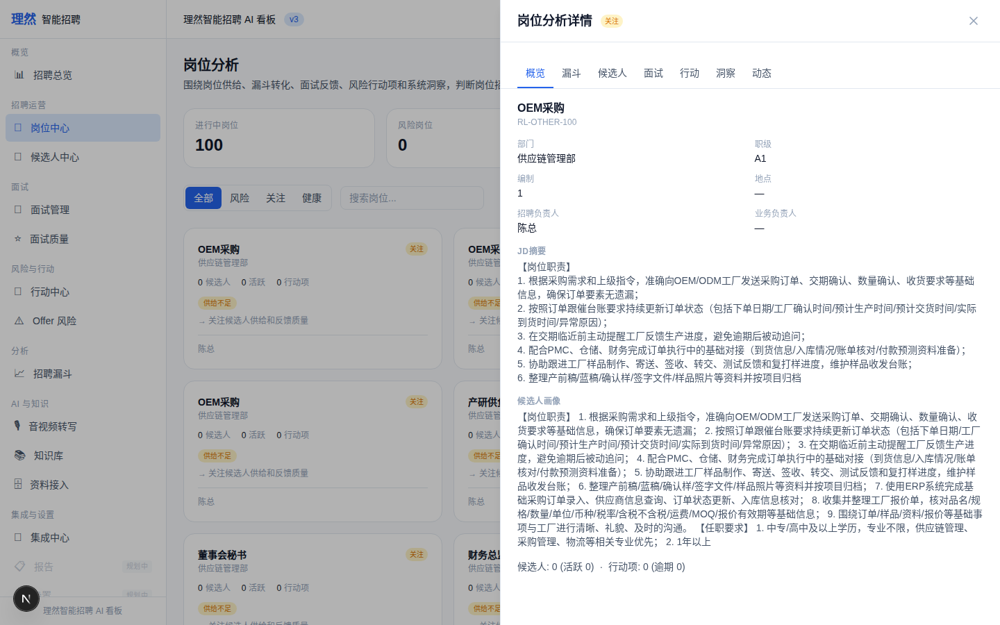 理然 智能招聘
概览
招聘总览
招聘运营
岗位中心
候选人中心
面试
面试管理
面试质量
风险与行动
行动中心
Offer 风险
分析
招聘漏斗
AI 与知识
音视频转写
知识库
资料接入
集成与设置
集成中心
报告 规划中
置 规划中
N
理然智能招聘 AI 看板
理然智能招聘 AI 看板 v3
岗位分析
围绕岗位供给、漏斗转化、面试反馈、风险行动项和系统洞察，判断岗位招
进行中岗位
100
风险岗位
0
全部 风险 关注 健康 搜索岗位...
OEM采购 关注
供应链管理部
0 候选人 0 活跃 0 行动项
供给不足
→ 关注候选人供给和反馈质量
陈总
OEM采
供应链管
0 候选人
供给不足
→ 关注候
陈总
OEM采购 关注
供应链管理部
0 候选人 0 活跃 0 行动项
供给不足
→ 关注候选人供给和反馈质量
陈总
产研供
供应链管
0 候选人
供给不足
→ 关注候
陈总
董事会秘书 关注
供应链管理部
0 候选人 0 活跃 0 行动项
供给不足
→ 关注候选人供给和反馈质量
财务总监
供应链管
0 候选人
供给不足
→ 关注候
岗位分析详情 关注
概览 漏斗 候选人 面试 行动 洞察 动态
OEM采购
RL-OTHER-100
部门 职级
供应链管理部 A1
编制 地点
1 —
招聘负责人 业务负责人
陈总 —
JD摘要
【岗位职责】
1. 根据采购需求和上级指令，准确向OEM/ODM工厂发送采购订单、交期确认、数量确认、收货要求等基础
信息，确保订单要素无遗漏；
2. 按照订单跟催台账要求持续更新订单状态（包括下单日期/工厂确认时间/预计生产时间/预计交货时间/实际
到货时间/异常原因）；
3. 在交期临近前主动提醒工厂反馈生产进度，避免逾期后被动追问；
4. 配合PMC、仓储、财务完成订单执行中的基础对接（到货信息/入库情况/账单核对/付款预测资料准备）；
5. 协助跟进工厂样品制作、寄送、签收、转交、测试反馈和复打样进度，维护样品收发台账；
6. 整理产前稿/蓝稿/确认样/签字文件/样品照片等资料并按项目归档
候选人画像
【岗位职责】 1. 根据采购需求和上级指令，准确向OEM/ODM工厂发送采购订单、交期确认、数量确认、收
货要求等基础信息，确保订单要素无遗漏； 2. 按照订单跟催台账要求持续更新订单状态（包括下单日期/工厂
确认时间/预计生产时间/预计交货时间/实际到货时间/异常原因）； 3. 在交期临近前主动提醒工厂反馈生产进
度，避免逾期后被动追问； 4. 配合PMC、仓储、财务完成订单执行中的基础对接（到货信息/入库情况/账单
核对/付款预测资料准备）； 5. 协助跟进工厂样品制作、寄送、签收、转交、测试反馈和复打样进度，维护样
品收发台账； 6. 整理产前稿/蓝稿/确认样/签字文件/样品照片等资料并按项目归档； 7. 使用ERP系统完成基
础采购订单录入、供应商信息查询、订单状态更新、入库信息核对； 8. 收集并整理工厂报价单，核对品名/规
格/数量/单位/币种/税率/含税不含税/运费/MOQ/报价有效期等基础信息； 9. 围绕订单/样品/资料/报价等基础事
项与工厂进行清晰、礼貌、及时的沟通。 【任职要求】 1. 中专/高中及以上学历，专业不限，供应链管理、
采购管理、物流等相关专业优先； 2. 1年以上
候选人: 0 (活跃 0) · 行动项: 0 (逾期 0)